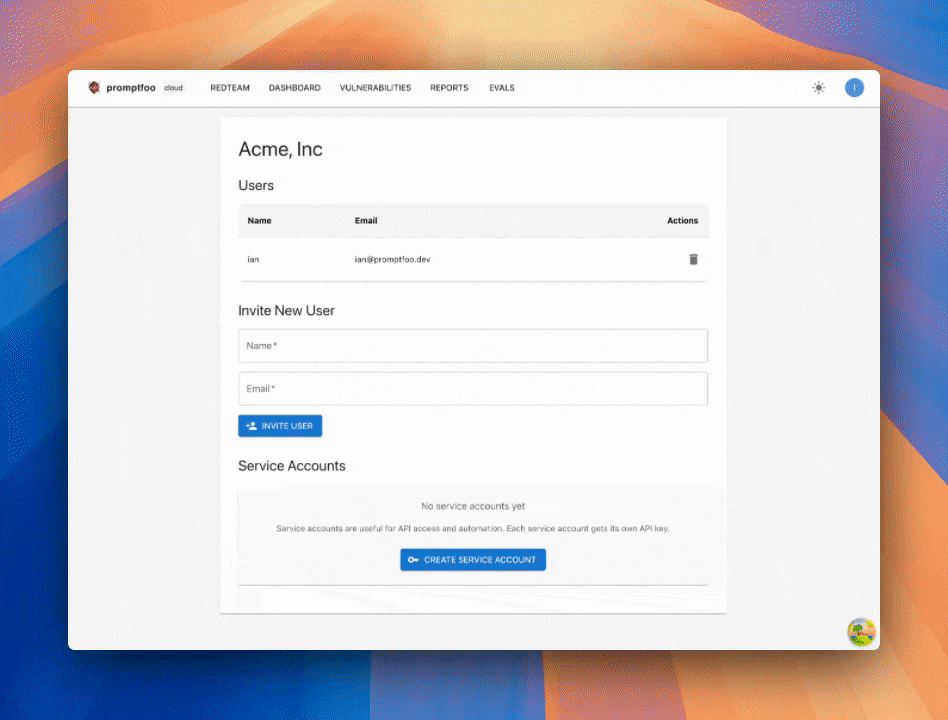 promptfoo cloud REDTEAM DASHBOARD VULNERABILITIES REPORTS EVALS I
Acme, Inc
Users
Name Email Actions
ian ian@promptfoo.dev
Invite New User
Name *
Email *
INVITE USER
Service Accounts
No service accounts yet
Service accounts are useful for API access and automation. Each service account gets its own API key.
CREATE SERVICE ACCOUNT